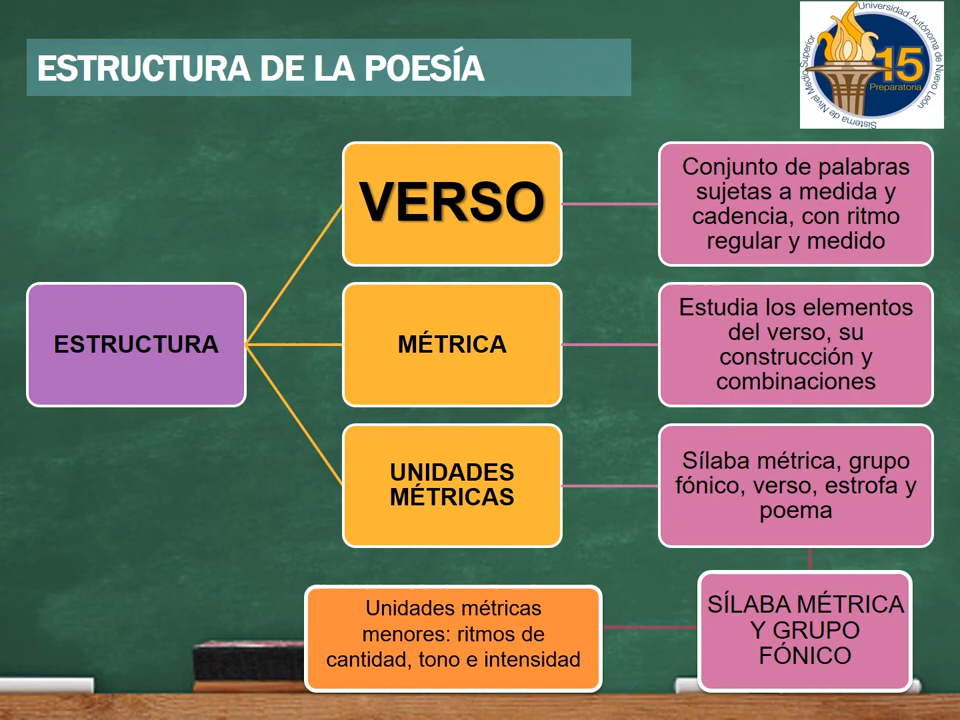 ESTRUCTURA DE LA POESÍA
Universidad Autónoma de Nuevo León
15
Preparatoria
Sistema de Nivel Medio Superior
VERSO
Conjunto de palabras
sujetas a medida y
cadencia, con ritmo
regular y medido
ESTRUCTURA
MÉTRICA
Estudia los elementos
del verso, su
construcción y
combinaciones
UNIDADES
MÉTRICAS
Sílaba métrica, grupo
fónico, verso, estrofa y
poema
Unidades métricas
menores: ritmos de
cantidad, tono e intensidad
SÍLABA MÉTRICA
Y GRUPO
FÓNICO